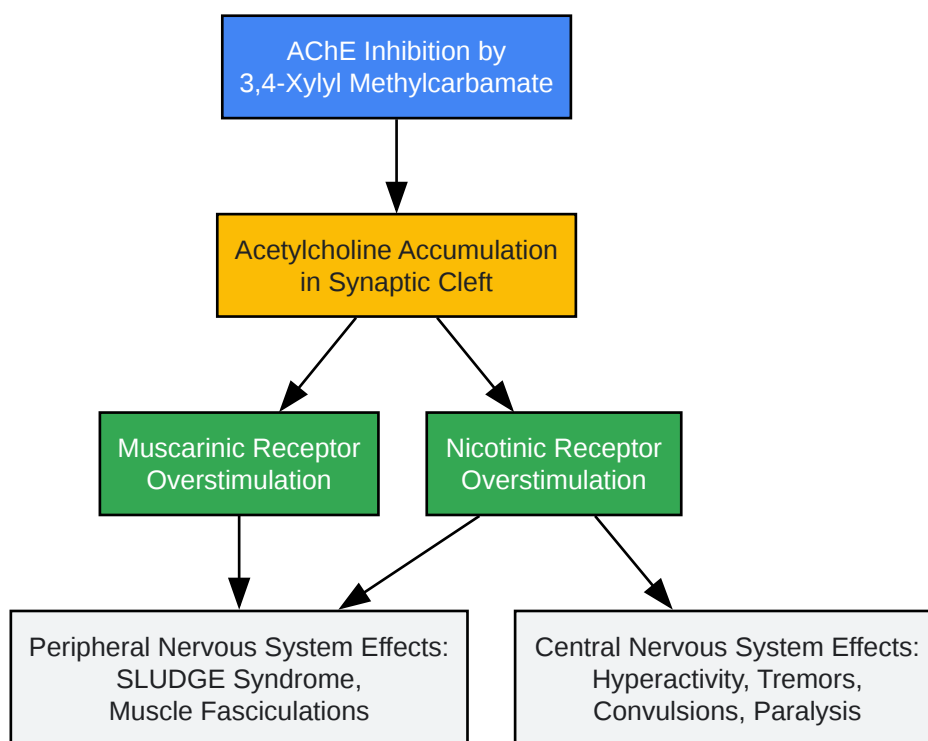 AChE Inhibition by
3,4-Xylyl Methylcarbamate
Acetylcholine Accumulation
in Synaptic Cleft
Muscarinic Receptor
Overstimulation
Nicotinic Receptor
Overstimulation
Peripheral Nervous System Effects:
SLUDGE Syndrome,
Muscle Fasciculations
Central Nervous System Effects:
Hyperactivity, Tremors,
Convulsions, Paralysis